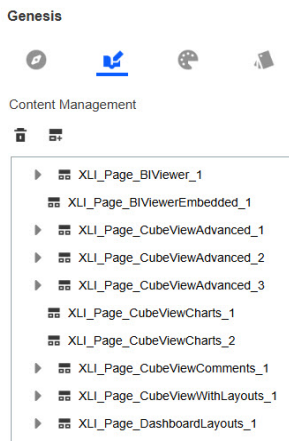 Genesis
Content Management
XLI_Page_BIViewer_1
XLI_Page_BIViewerEmbedded_1
XLI_Page_CubeViewAdvanced_1
XLI_Page_CubeViewAdvanced_2
XLI_Page_CubeViewAdvanced_3
XLI_Page_CubeViewCharts_1
XLI_Page_CubeViewCharts_2
XLI_Page_CubeViewComments_1
XLI_Page_CubeViewWithLayouts_1
XLI_Page_DashboardLayouts_1